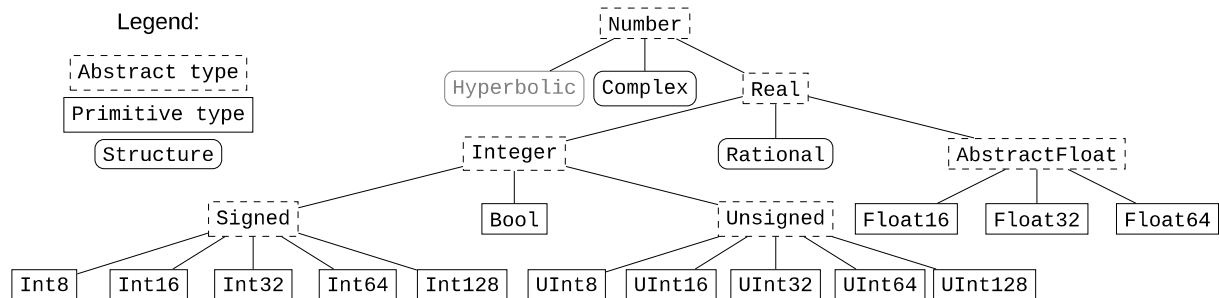 Legend:
Number
Abstract type
Hyperbolic Complex Real
Primitive type
Structure
Integer Rational AbstractFloat
Signed Bool Unsigned Float16 Float32 Float64
Int8 Int16 Int32 Int64 Int128 UInt8 UInt16 UInt32 UInt64 UInt128